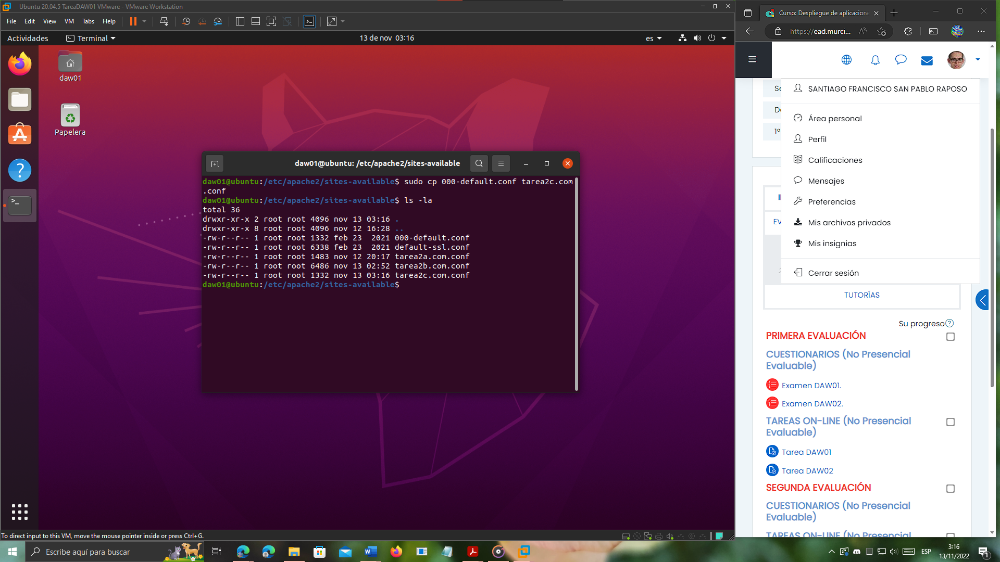 Ubuntu 20.04.5 TareaDAW01 VMware - VMware Workstation
File Edit View VM Tabs Help
Actividades
Terminal
13 de nov 03:16
es
daw01
Papelera
daw01@ubuntu: /etc/apache2/sites-available
daw01@ubuntu:/etc/apache2/sites-available$ sudo cp 000-default.conf tarea2c.com
.conf
daw01@ubuntu:/etc/apache2/sites-available$ ls -la
total 36
drwxr-xr-x 2 root root 4096 nov 13 03:16 .
drwxr-xr-x 8 root root 4096 nov 12 16:28 ..
-rw-r--r-- 1 root root 1332 feb 23  2021 000-default.conf
-rw-r--r-- 1 root root 6338 feb 23  2021 default-ssl.conf
-rw-r--r-- 1 root root 1483 nov 12 20:17 tarea2a.com.conf
-rw-r--r-- 1 root root 6486 nov 13 02:52 tarea2b.com.conf
-rw-r--r-- 1 root root 1332 nov 13 03:16 tarea2c.com.conf
daw01@ubuntu:/etc/apache2/sites-available$
To direct input to this VM, move the mouse pointer inside or press Ctrl+G.
Curso: Despliegue de aplicacione
https://ead.murci...
SANTIAGO FRANCISCO SAN PABLO RAPOSO
Área personal
Perfil
Calificaciones
Mensajes
Preferencias
Mis archivos privados
Mis insignias
Cerrar sesión
Se
De
1ª
EV
TUTORÍAS
Su progreso
PRIMERA EVALUACIÓN
CUESTIONARIOS (No Presencial
Evaluable)
Examen DAW01.
Examen DAW02.
TAREAS ON-LINE (No Presencial
Evaluable)
Tarea DAW01
Tarea DAW02
SEGUNDA EVALUACIÓN
CUESTIONARIOS (No Presencial
Evaluable)
TAREAS ON-LINE (No Presencial
Escribe aquí para buscar
ESP
3:16
13/11/2022
1